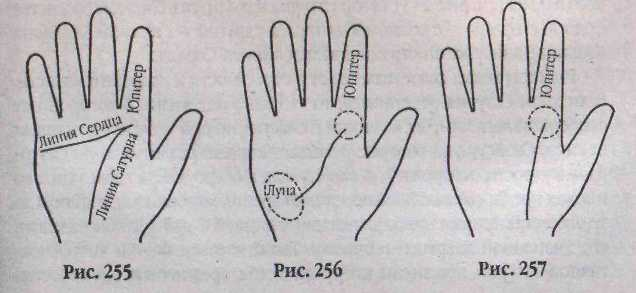 Юпитер
Линия Сердца
Линия Сатурна
Рис. 255
Юпитер
Луна
Рис. 256
Юпитер
Рис. 257